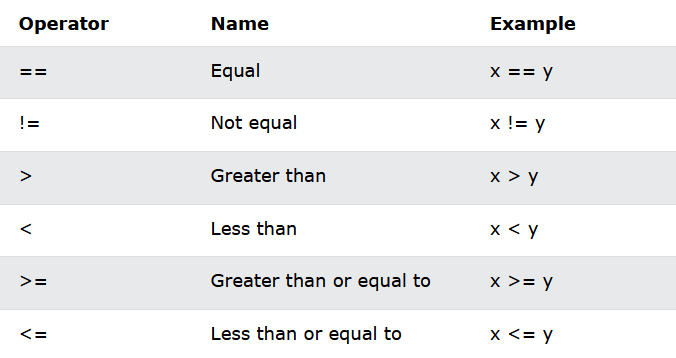 Operator Name Example
== Equal x == y
!= Not equal x != y
> Greater than x > y
< Less than x < y
>= Greater than or equal to x >= y
<= Less than or equal to x <= y